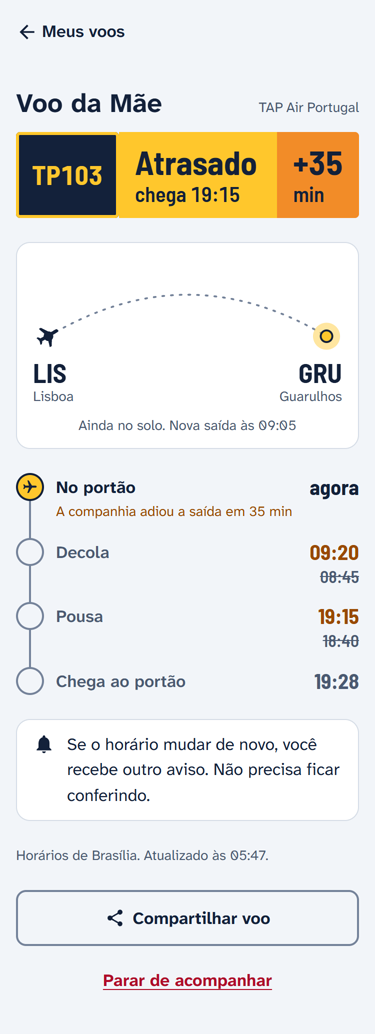 Meus voos
Voo da Mãe
TAP Air Portugal
TP103
Atrasado
chega 19:15
+35
min
LIS
Lisboa
GRU
Guarulhos
Ainda no solo. Nova saída às 09:05
No portão
agora
A companhia adiou a saída em 35 min
Decola
09:20
08:45
Pousa
19:15
18:40
Chega ao portão
19:28
Se o horário mudar de novo, você
recebe outro aviso. Não precisa ficar
conferindo.
Horários de Brasília. Atualizado às 05:47.
Compartilhar voo
Parar de acompanhar